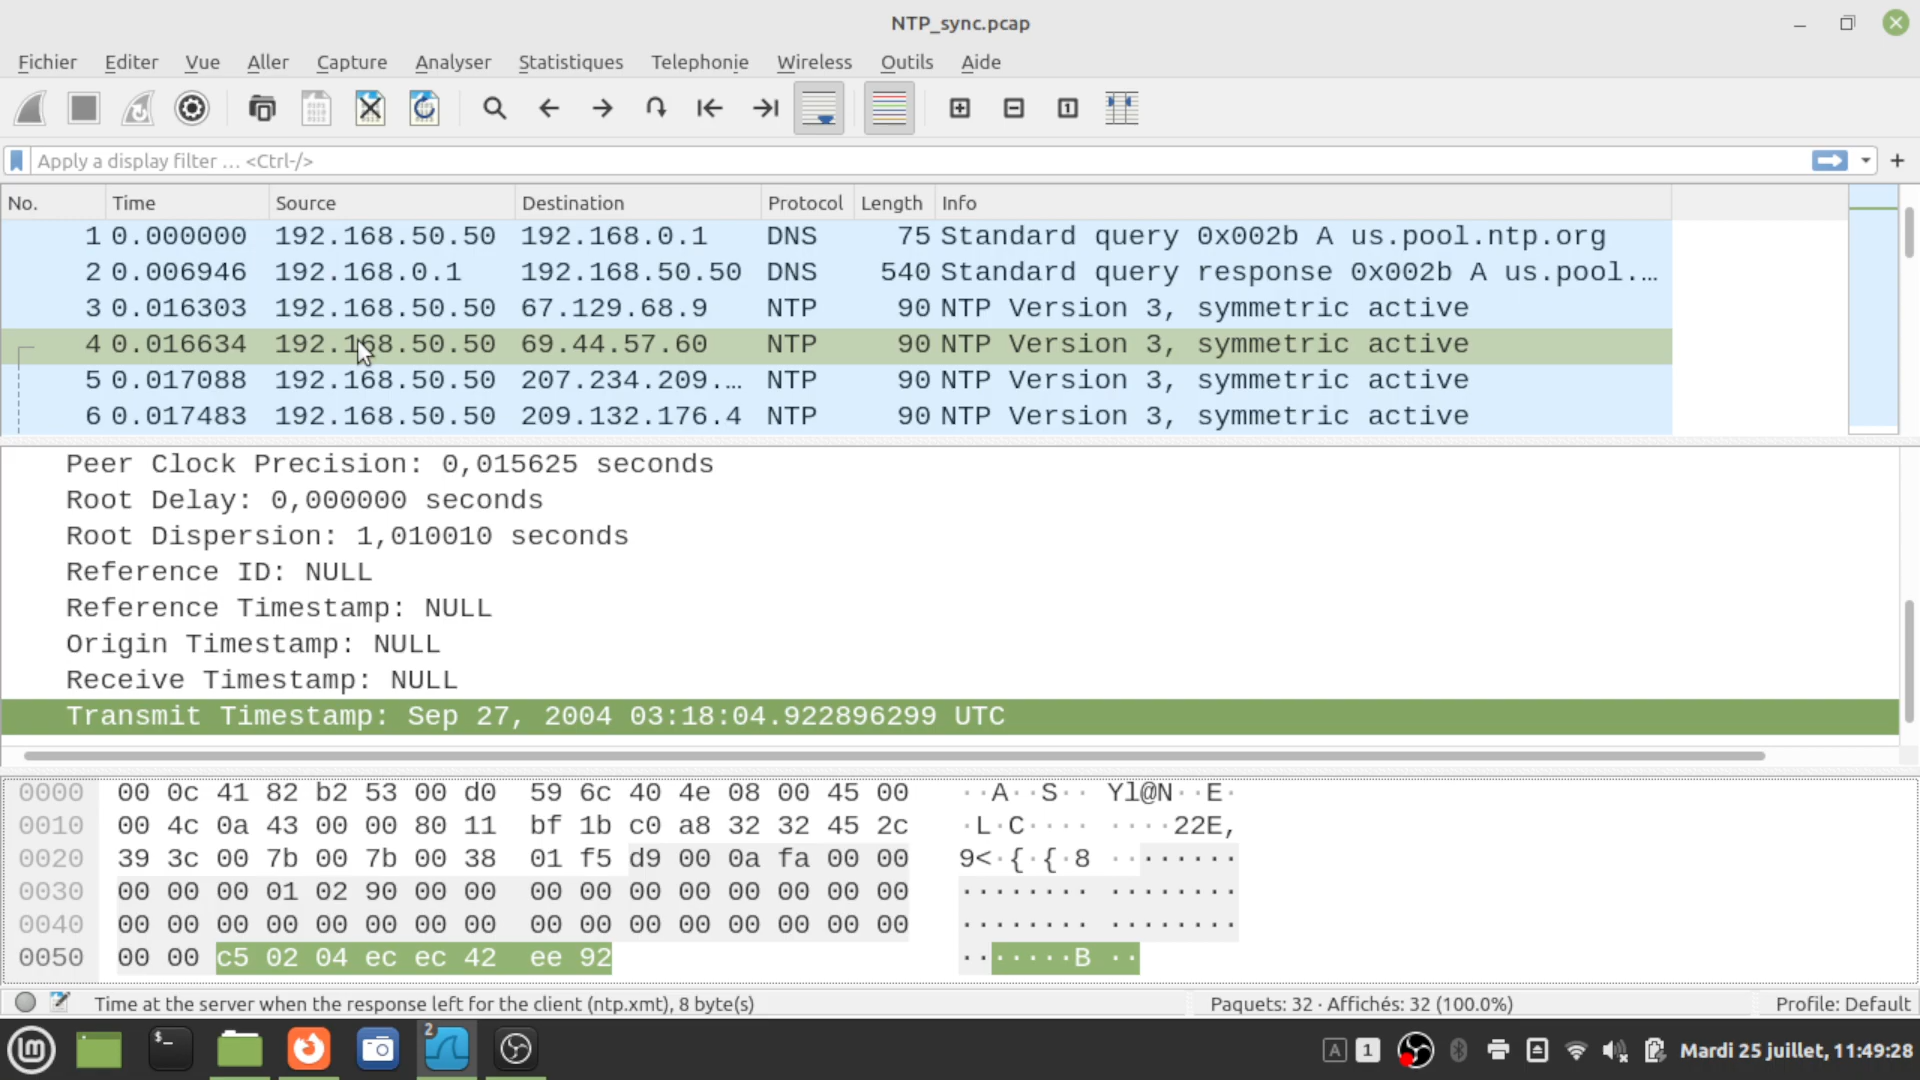 NTP_sync.pcap
Fichier Editer Vue Aller Capture Analyser Statistiques Telephonie Wireless Outils Aide
Apply a display filter … <Ctrl-/>
No. Time Source Destination Protocol Length Info
1 0.000000 192.168.50.50 192.168.0.1 DNS 75 Standard query 0x002b A us.pool.ntp.org
2 0.006946 192.168.0.1 192.168.50.50 DNS 540 Standard query response 0x002b A us.pool.…
3 0.016303 192.168.50.50 67.129.68.9 NTP 90 NTP Version 3, symmetric active
4 0.016634 192.168.50.50 69.44.57.60 NTP 90 NTP Version 3, symmetric active
5 0.017088 192.168.50.50 207.234.209.… NTP 90 NTP Version 3, symmetric active
6 0.017483 192.168.50.50 209.132.176.4 NTP 90 NTP Version 3, symmetric active
Peer Clock Precision: 0,015625 seconds
Root Delay: 0,000000 seconds
Root Dispersion: 1,010010 seconds
Reference ID: NULL
Reference Timestamp: NULL
Origin Timestamp: NULL
Receive Timestamp: NULL
Transmit Timestamp: Sep 27, 2004 03:18:04.922896299 UTC
0000 00 0c 41 82 b2 53 00 d0 59 6c 40 4e 08 00 45 00 ··A··S·· Yl@N··E·
0010 00 4c 0a 43 00 00 80 11 bf 1b c0 a8 32 32 45 2c ·L·C···· ····22E,
0020 39 3c 00 7b 00 7b 00 38 01 f5 d9 00 0a fa 00 00 9<·{·{·8 ········
0030 00 00 00 01 02 90 00 00 00 00 00 00 00 00 00 00 ········ ········
0040 00 00 00 00 00 00 00 00 00 00 00 00 00 00 00 00 ········ ········
0050 00 00 c5 02 04 ec ec 42 ee 92 ·······B ··
Time at the server when the response left for the client (ntp.xmt), 8 byte(s) Paquets: 32 · Affichés: 32 (100.0%) Profile: Default
2 A 1 Mardi 25 juillet, 11:49:28